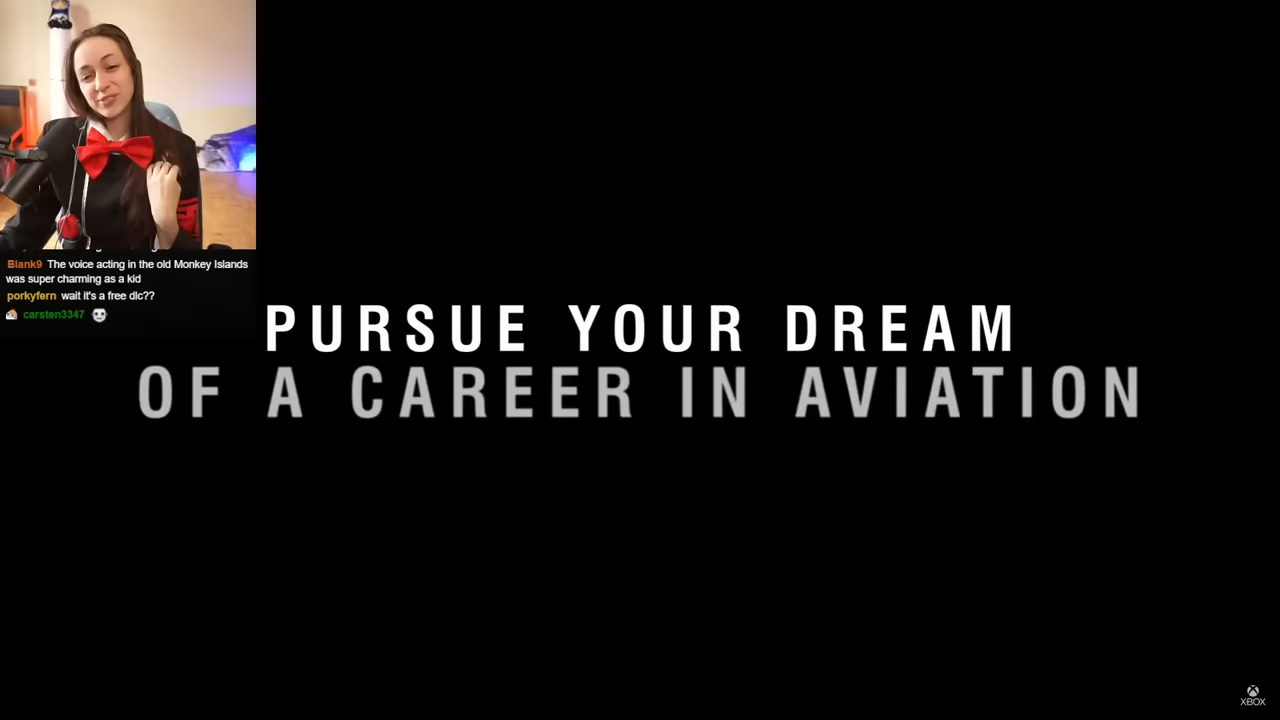 Blank9 The voice acting in the old Monkey Islands
was super charming as a kid
porkyfern wait it's a free dlc??
carsten3347
PURSUE YOUR DREAM
OF A CAREER IN AVIATION
XBOX